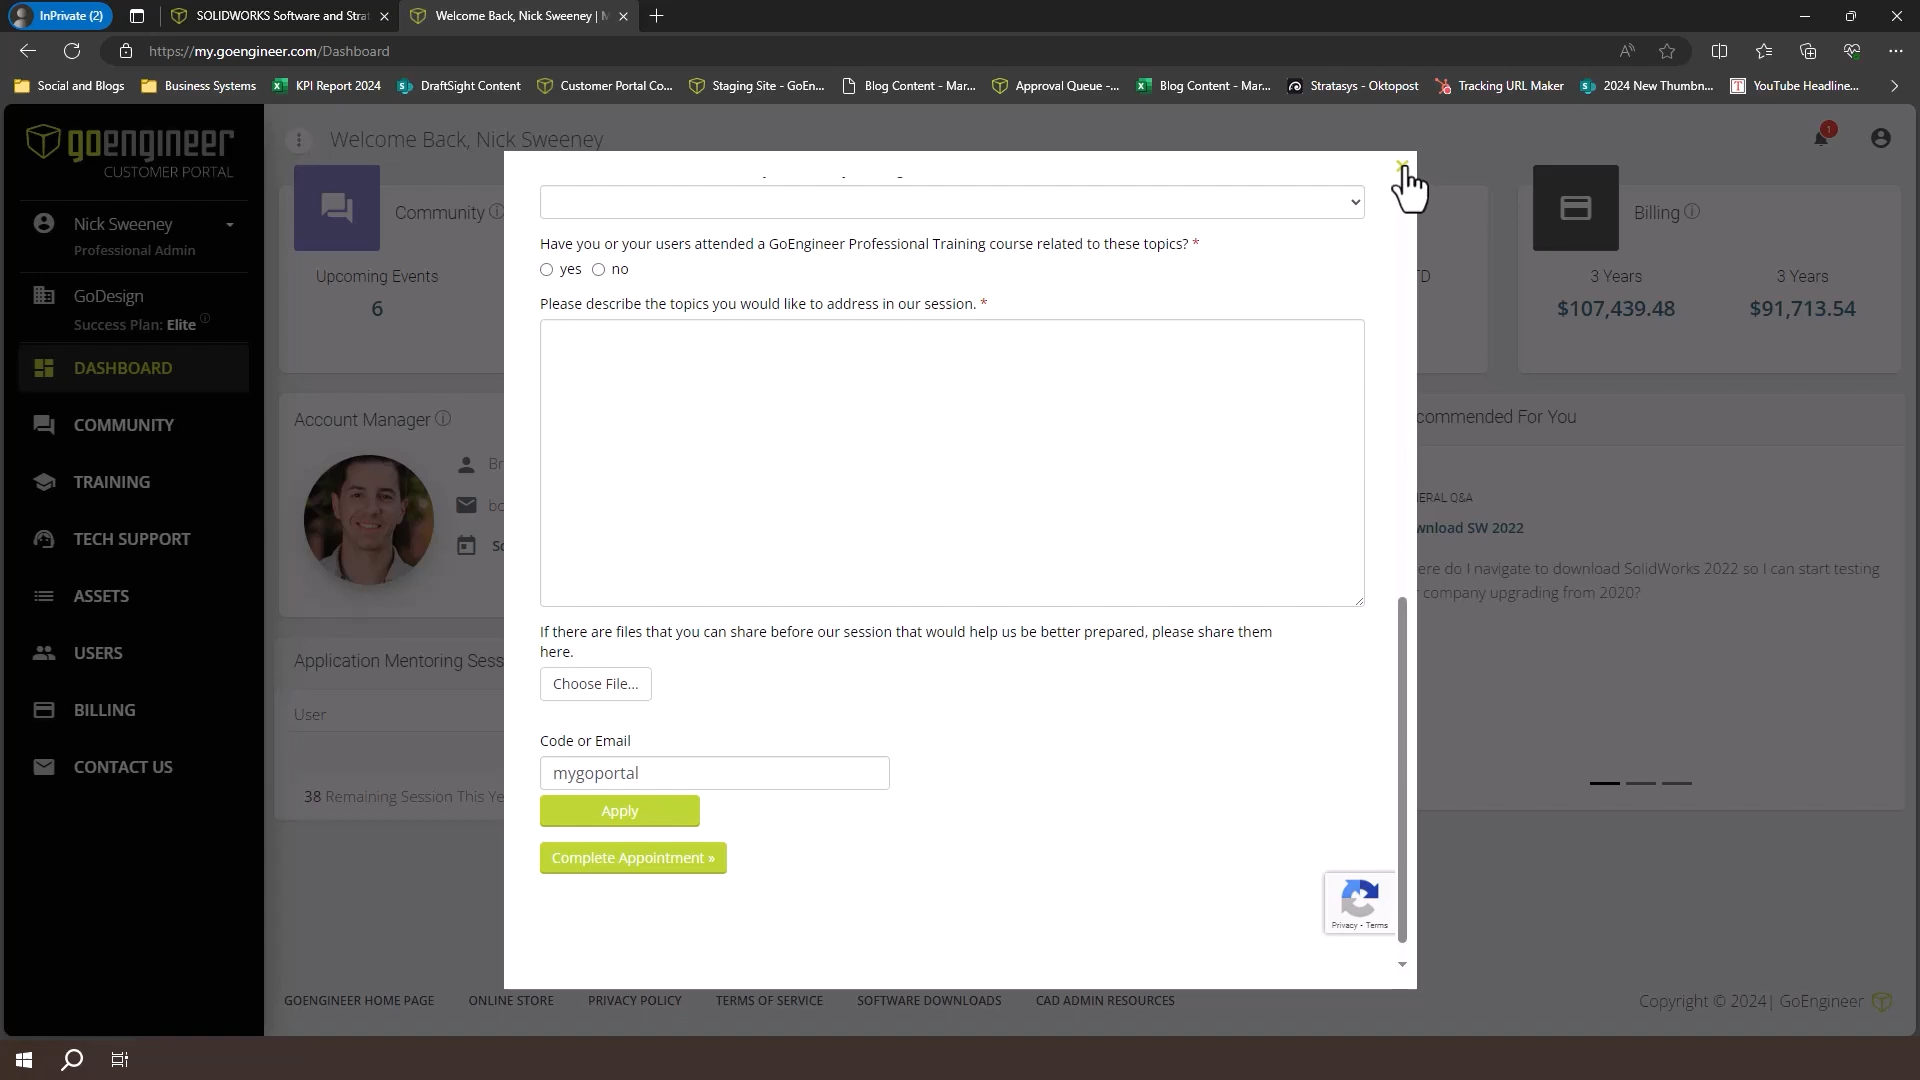 InPrivate (2)
SOLIDWORKS Software and Strat
Welcome Back, Nick Sweeney |
https://my.goengineer.com/Dashboard
Social and Blogs
Business Systems
KPI Report 2024
DraftSight Content
Customer Portal Co...
Staging Site - GoEn...
Blog Content - Mar...
Approval Queue -...
Blog Content - Mar...
Stratasys - Oktopost
Tracking URL Maker
2024 New Thumbn...
YouTube Headline...
goengineer
CUSTOMER PORTAL
Nick Sweeney
Professional Admin
GoDesign
Success Plan: Elite
DASHBOARD
COMMUNITY
TRAINING
TECH SUPPORT
ASSETS
USERS
BILLING
CONTACT US
Welcome Back, Nick Sweeney
1
Community
Upcoming Events
6
TD
Billing
3 Years
$107,439.48
3 Years
$91,713.54
Account Manager
Br
bo
Sc
Application Mentoring Sess
User
38 Remaining Session This Ye
Have you or your users attended a GoEngineer Professional Training course related to these topics? *
yes
no
Please describe the topics you would like to address in our session. *
If there are files that you can share before our session that would help us be better prepared, please share them
here.
Choose File...
Code or Email
mygoportal
Apply
Complete Appointment »
Privacy - Terms
commended For You
ERAL Q&A
wnload SW 2022
ere do I navigate to download SolidWorks 2022 so I can start testing
r company upgrading from 2020?
GOENGINEER HOME PAGE
ONLINE STORE
PRIVACY POLICY
TERMS OF SERVICE
SOFTWARE DOWNLOADS
CAD ADMIN RESOURCES
Copyright © 2024| GoEngineer